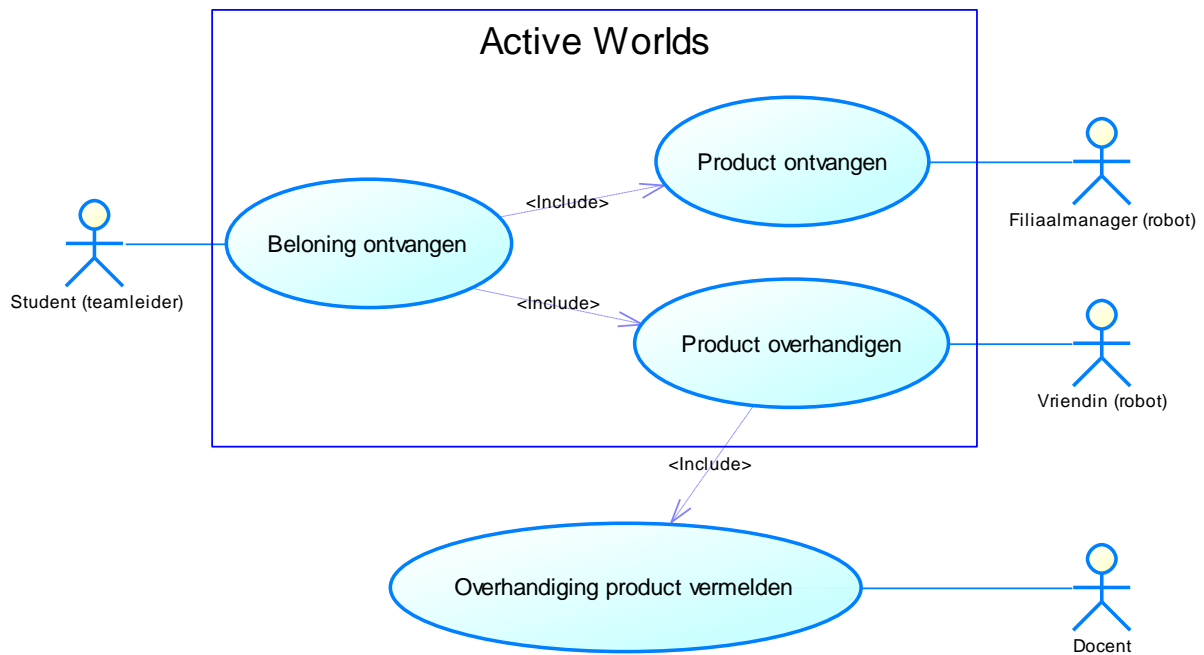 Active Worlds
Product ontvangen
<Include>
Filiaalmanager (robot)
Beloning ontvangen
Student (teamleider)
<Include>
Product overhandigen
Vriendin (robot)
<Include>
Overhandiging product vermelden
Docent